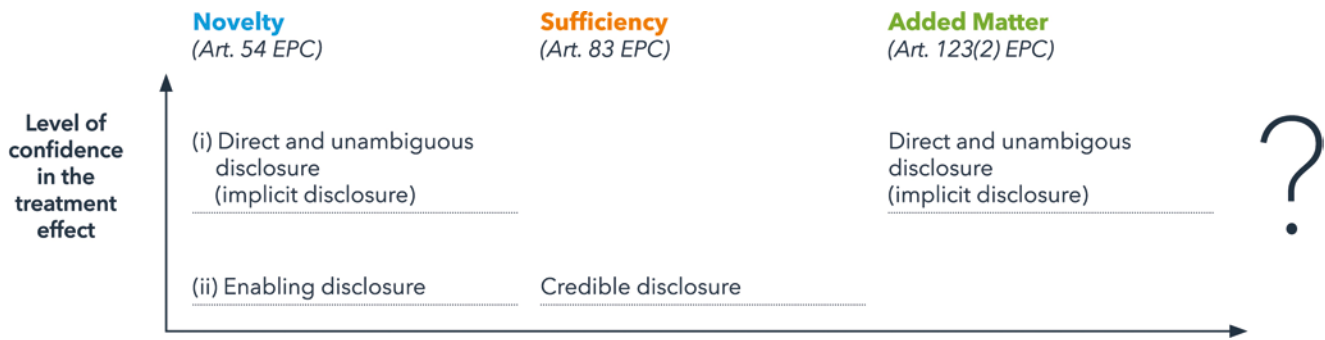 Novelty
(Art. 54 EPC)
Sufficiency
(Art. 83 EPC)
Added Matter
(Art. 123(2) EPC)
Level of
confidence
in the
treatment
effect
(i) Direct and unambiguous
disclosure
(implicit disclosure)
Direct and unambigous
disclosure
(implicit disclosure)
?
(ii) Enabling disclosure
Credible disclosure